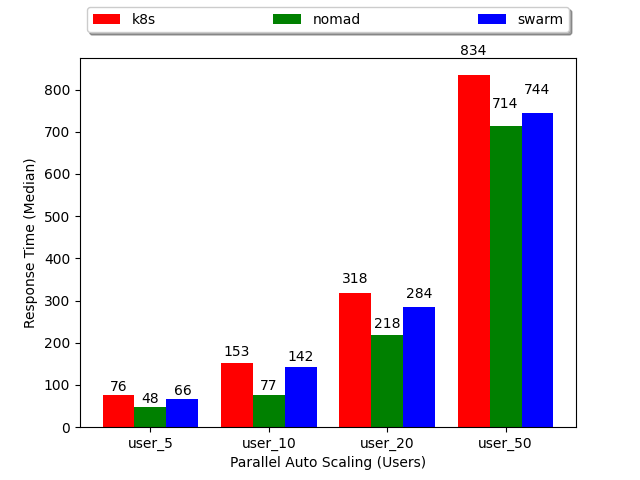 k8s nomad swarm
Response Time (Median)
800
700
600
500
400
300
200
100
0
76 48 66
153 77 142
318 218 284
834 714 744
user_5 user_10 user_20 user_50
Parallel Auto Scaling (Users)